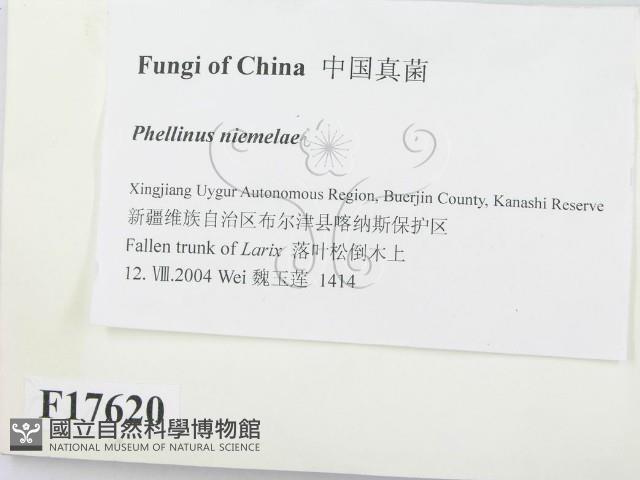 Fungi of China 中国真菌
Phellinus niemelae
Xingjiang Uygur Autonomous Region, Buerjin County, Kanashi Reserve
新疆维族自治区布尔津县喀纳斯保护区
Fallen trunk of Larix 落叶松倒木上
12. Ⅷ.2004 Wei 魏玉莲 1414
F17620
國立自然科學博物館
NATIONAL MUSEUM OF NATURAL SCIENCE